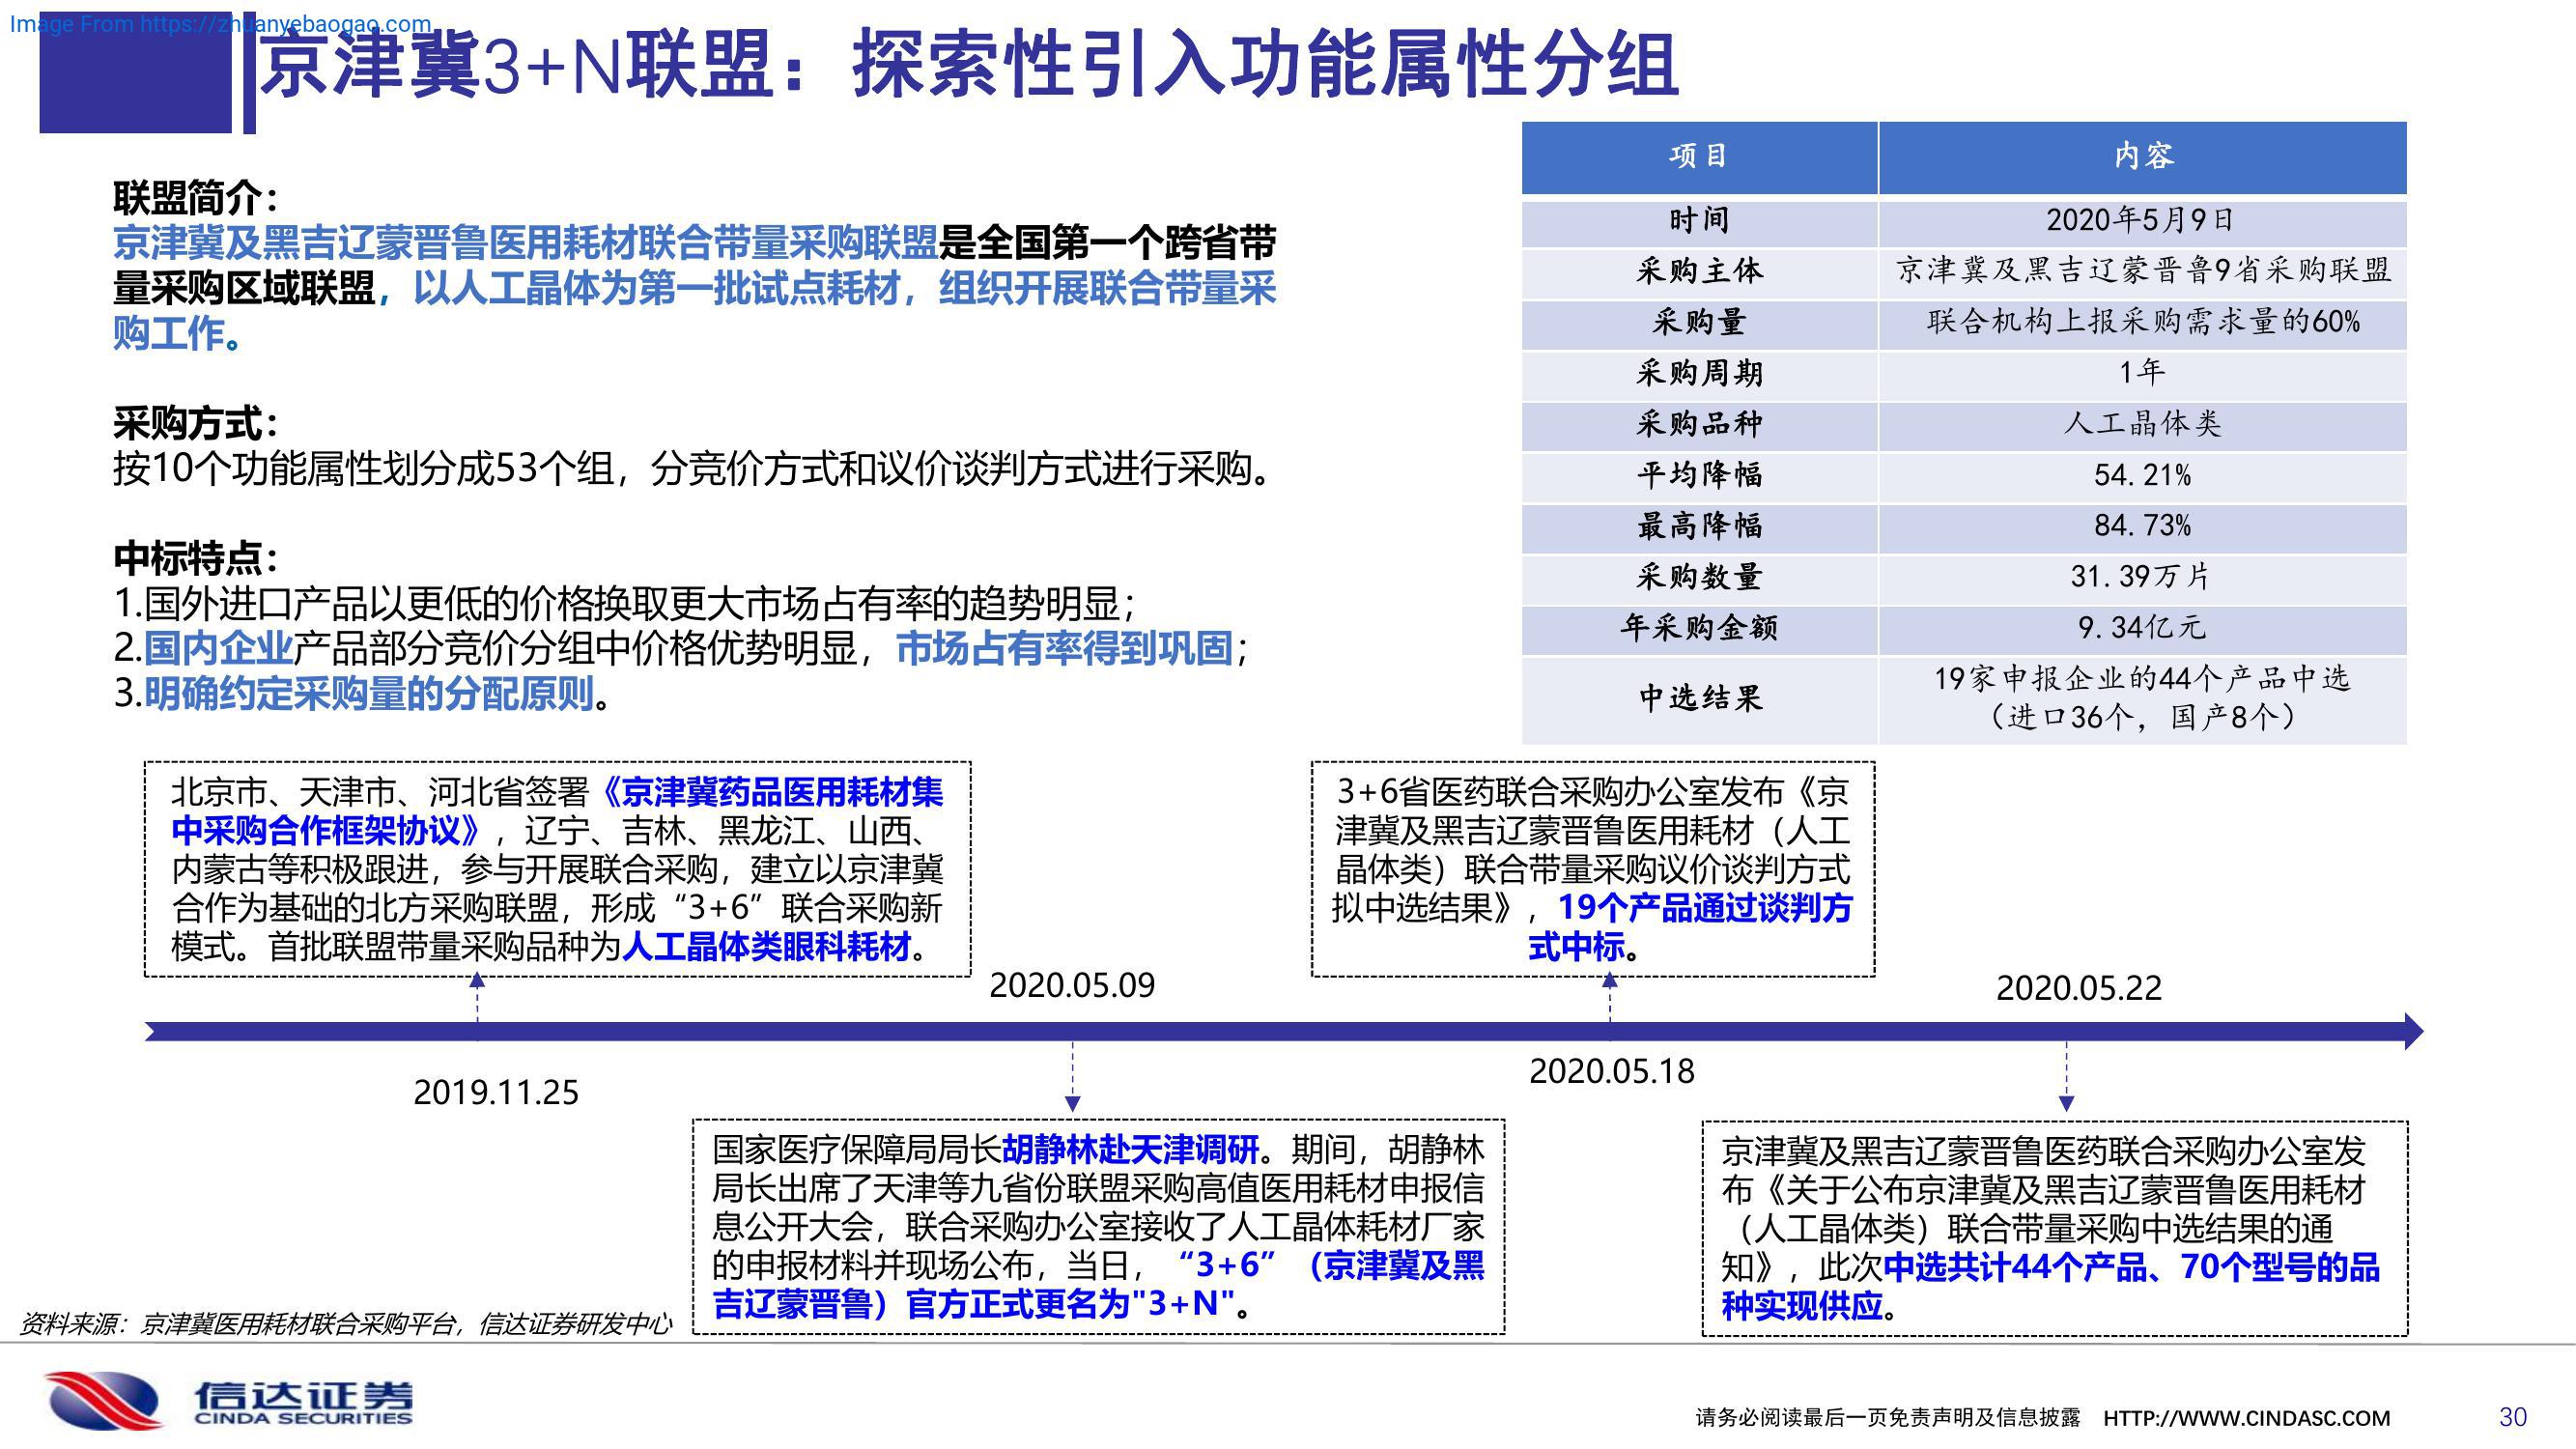 Image From https://zhuanyebaogao.com
京津冀3+N联盟：探索性引入功能属性分组
联盟简介：
京津冀及黑吉辽蒙晋鲁医用耗材联合带量采购联盟是全国第一个跨省带
量采购区域联盟，以人工晶体为第一批试点耗材，组织开展联合带量采
购工作。
采购方式：
按10个功能属性划分成53个组，分竞价方式和议价谈判方式进行采购。
中标特点：
1.国外进口产品以更低的价格换取更大市场占有率的趋势明显；
2.国内企业产品部分竞价分组中价格优势明显，市场占有率得到巩固；
3.明确约定采购量的分配原则。
项目 内容
时间 2020年5月9日
采购主体 京津冀及黑吉辽蒙晋鲁9省采购联盟
采购量 联合机构上报采购需求量的60%
采购周期 1年
采购品种 人工晶体类
平均降幅 54.21%
最高降幅 84.73%
采购数量 31.39万片
年采购金额 9.34亿元
中选结果 19家申报企业的44个产品中选
（进口36个，国产8个）
北京市、天津市、河北省签署《京津冀药品医用耗材集
中采购合作框架协议》，辽宁、吉林、黑龙江、山西、
内蒙古等积极跟进，参与开展联合采购，建立以京津冀
合作为基础的北方采购联盟，形成“3+6”联合采购新
模式。首批联盟带量采购品种为人工晶体类眼科耗材。
3+6省医药联合采购办公室发布《京
津冀及黑吉辽蒙晋鲁医用耗材（人工
晶体类）联合带量采购议价谈判方式
拟中选结果》，19个产品通过谈判方
式中标。
2020.05.09
2020.05.22
2019.11.25
2020.05.18
国家医疗保障局局长胡静林赴天津调研。期间，胡静林
局长出席了天津等九省份联盟采购高值医用耗材申报信
息公开大会，联合采购办公室接收了人工晶体耗材厂家
的申报材料并现场公布，当日，“3+6”（京津冀及黑
吉辽蒙晋鲁）官方正式更名为"3+N"。
京津冀及黑吉辽蒙晋鲁医药联合采购办公室发
布《关于公布京津冀及黑吉辽蒙晋鲁医用耗材
（人工晶体类）联合带量采购中选结果的通
知》，此次中选共计44个产品、70个型号的品
种实现供应。
资料来源：京津冀医用耗材联合采购平台，信达证券研发中心
信达证券
CINDA SECURITIES
请务必阅读最后一页免责声明及信息披露 HTTP://WWW.CINDASC.COM 30